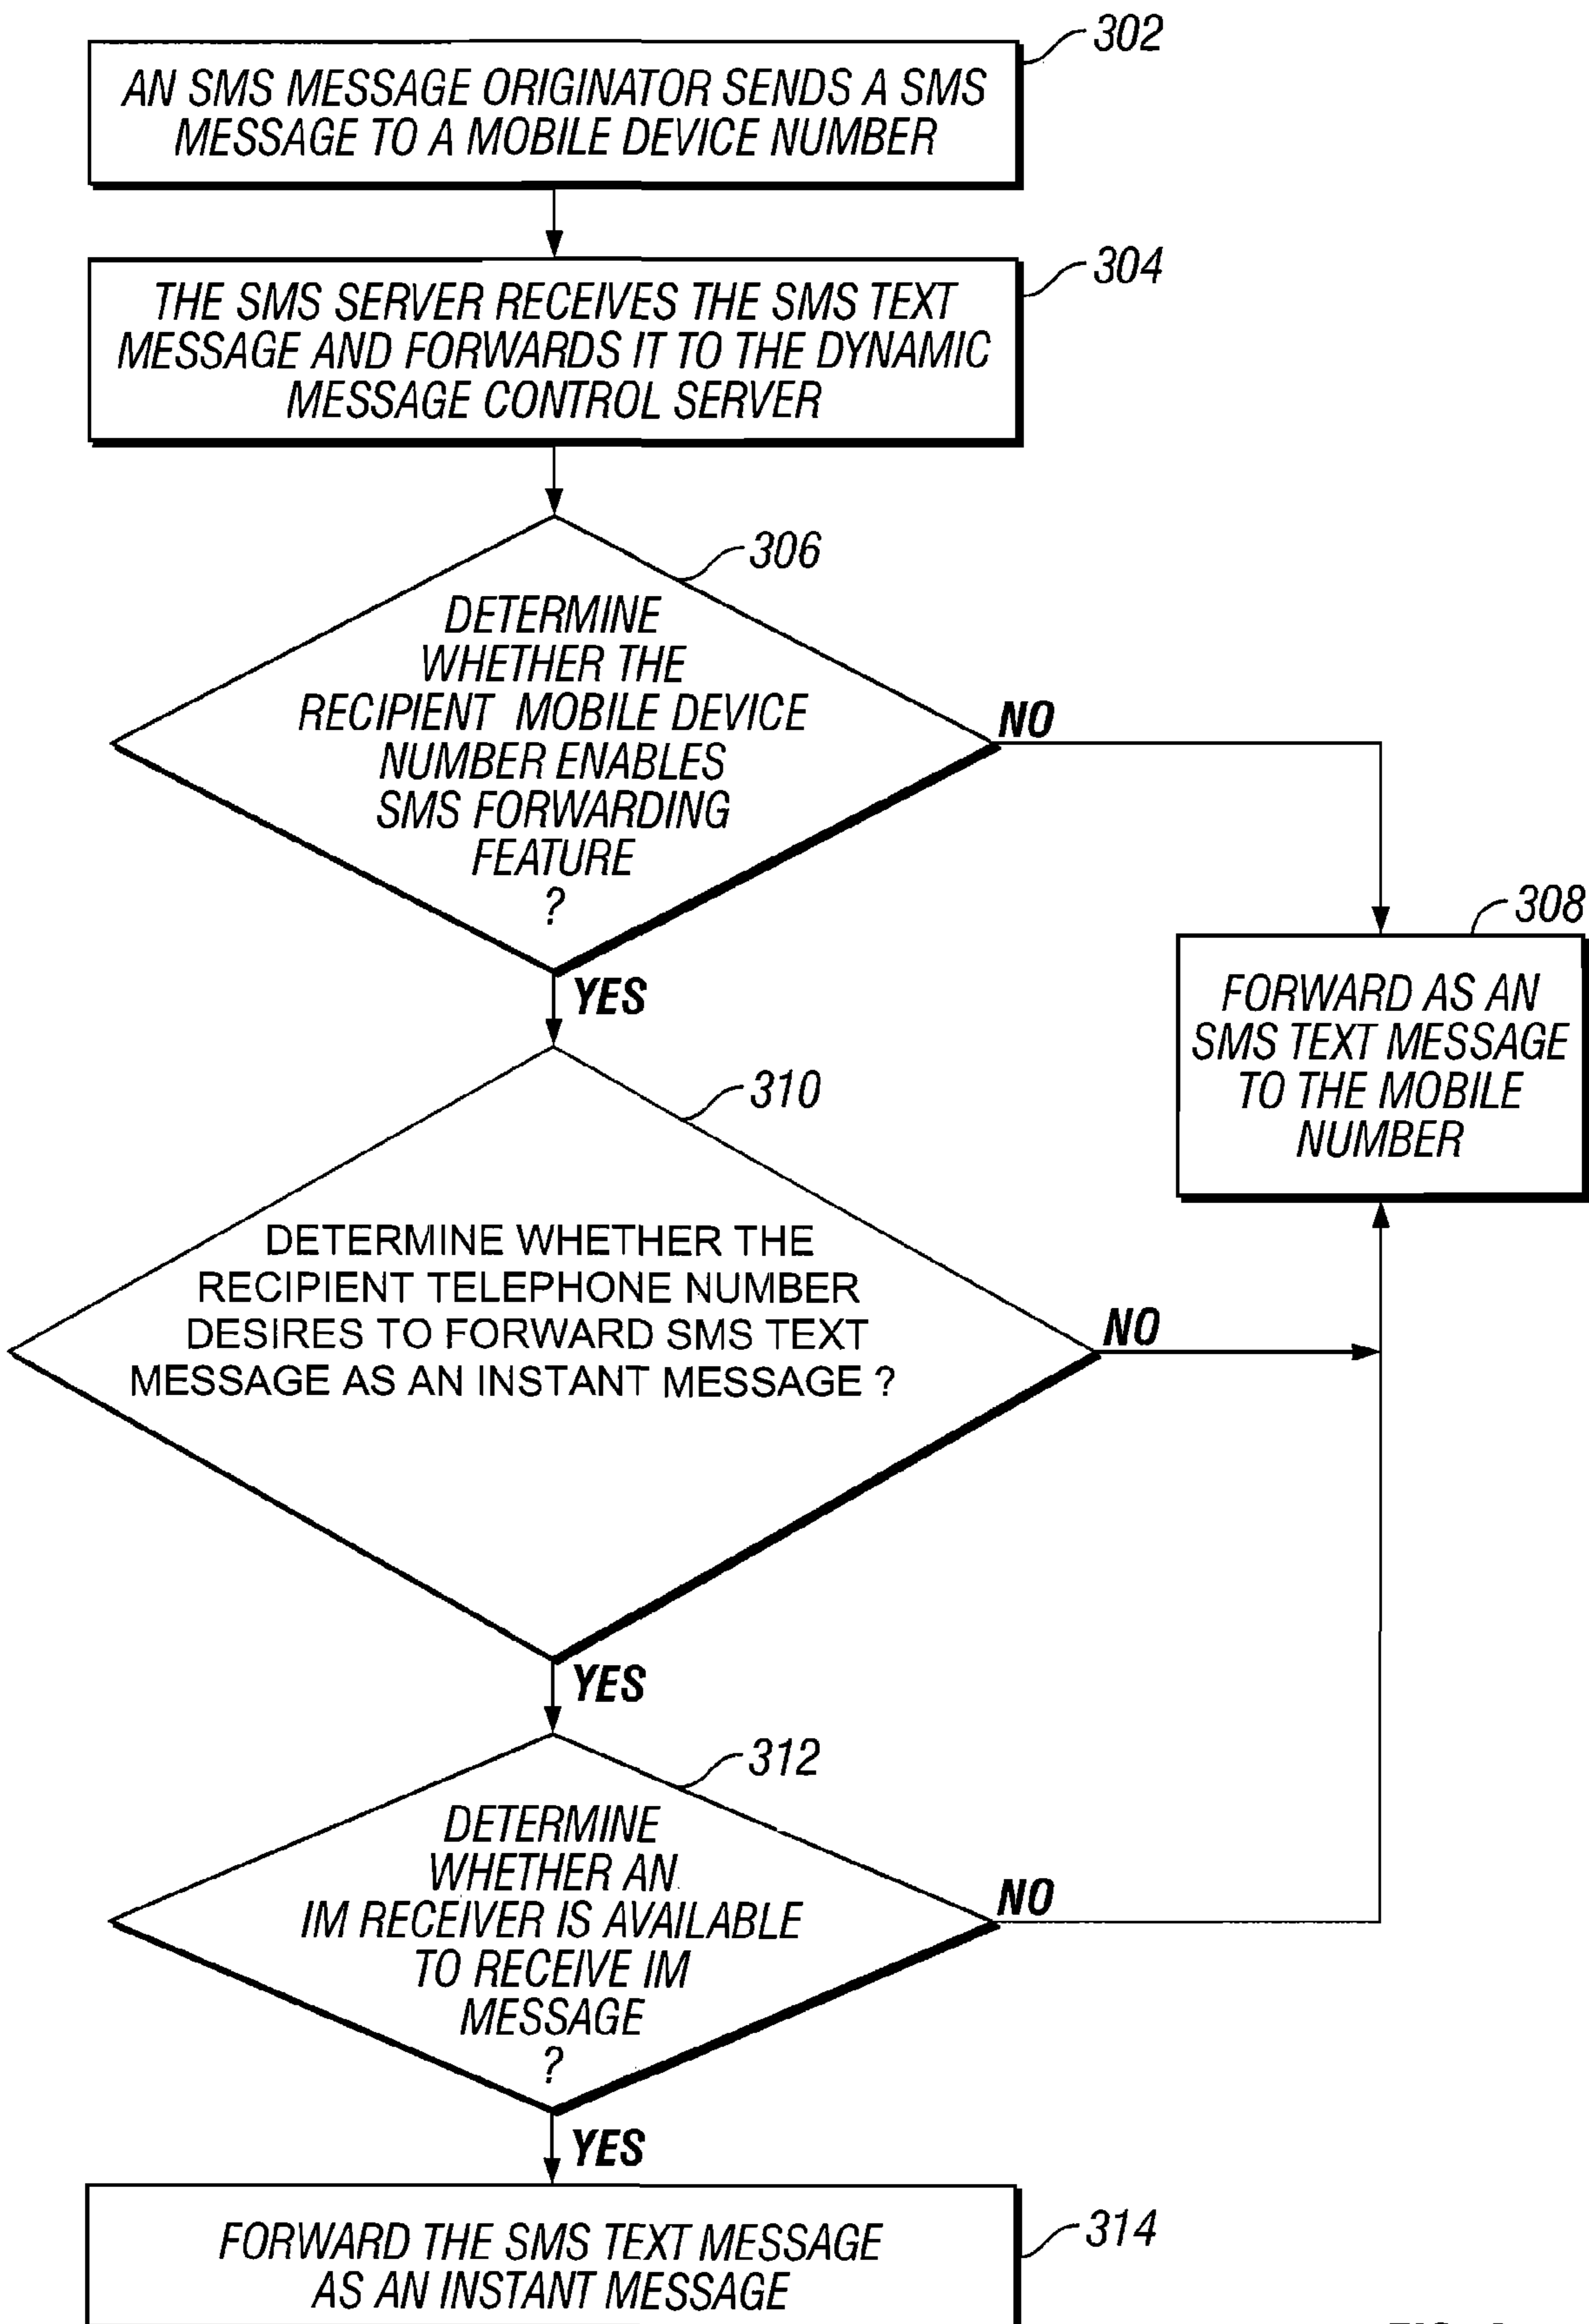 302
AN SMS MESSAGE ORIGINATOR SENDS A SMS
MESSAGE TO A MOBILE DEVICE NUMBER
304
THE SMS SERVER RECEIVES THE SMS TEXT
MESSAGE AND FORWARDS IT TO THE DYNAMIC
MESSAGE CONTROL SERVER
306
DETERMINE
WHETHER THE
RECIPIENT MOBILE DEVICE
NUMBER ENABLES
SMS FORWARDING
FEATURE
?
NO
YES
308
FORWARD AS AN
SMS TEXT MESSAGE
TO THE MOBILE
NUMBER
310
DETERMINE WHETHER THE
RECIPIENT TELEPHONE NUMBER
DESIRES TO FORWARD SMS TEXT
MESSAGE AS AN INSTANT MESSAGE ?
NO
YES
312
DETERMINE
WHETHER AN
IM RECEIVER IS AVAILABLE
TO RECEIVE IM
MESSAGE
?
NO
YES
314
FORWARD THE SMS TEXT MESSAGE
AS AN INSTANT MESSAGE